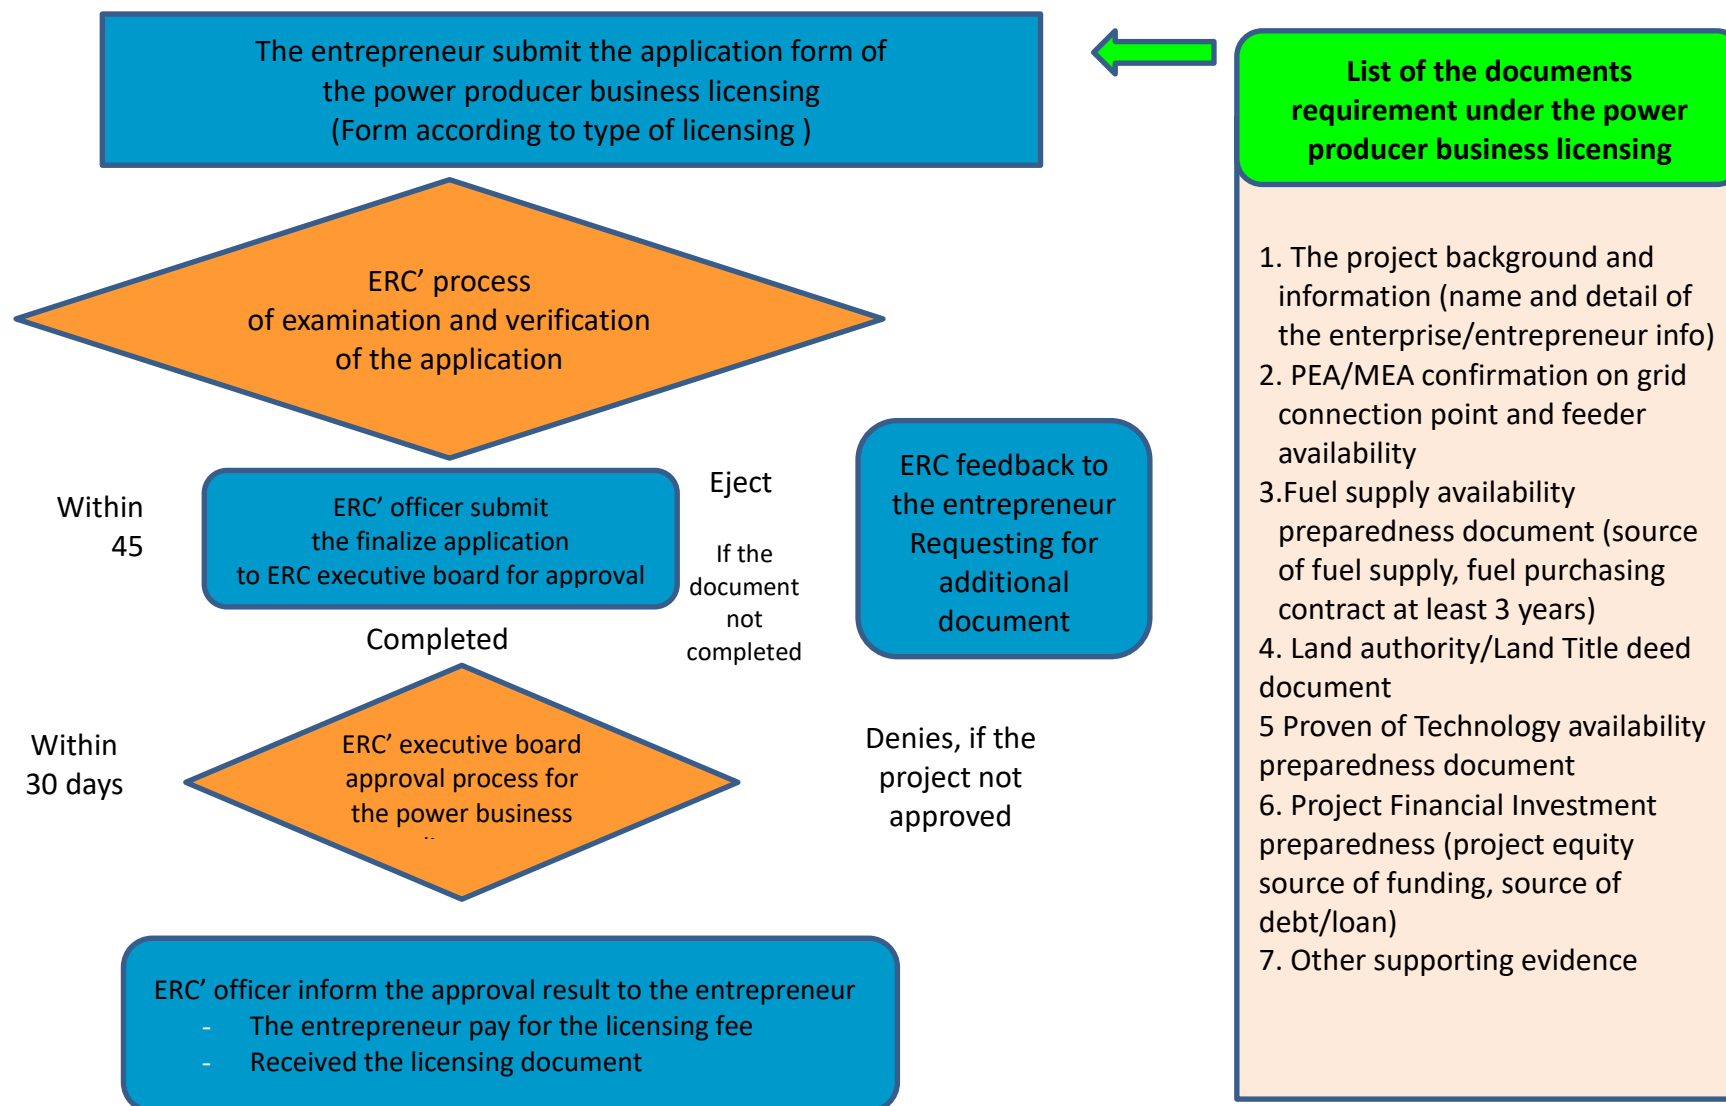 The entrepreneur submit the application form of
the power producer business licensing
(Form according to type of licensing )
List of the documents
requirement under the power
producer business licensing
ERC’ process
of examination and verification
of the application
Within
45
ERC’ officer submit
the finalize application
to ERC executive board for approval
Eject
If the
document
not
completed
ERC feedback to
the entrepreneur
Requesting for
additional
document
Completed
Within
30 days
ERC’ executive board
approval process for
the power business
Denies, if the
project not
approved
ERC’ officer inform the approval result to the entrepreneur
- The entrepreneur pay for the licensing fee
- Received the licensing document
1. The project background and
information (name and detail of
the enterprise/entrepreneur info)
2. PEA/MEA confirmation on grid
connection point and feeder
availability
3.Fuel supply availability
preparedness document (source
of fuel supply, fuel purchasing
contract at least 3 years)
4. Land authority/Land Title deed
document
5 Proven of Technology availability
preparedness document
6. Project Financial Investment
preparedness (project equity
source of funding, source of
debt/loan)
7. Other supporting evidence